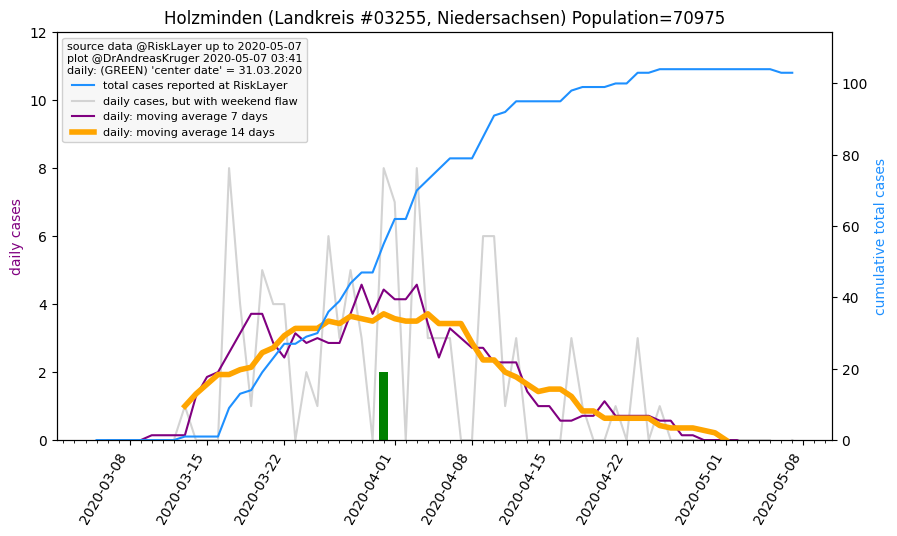 Holzminden (Landkreis #03255, Niedersachsen) Population=70975
source data @RiskLayer up to 2020-05-07
plot @DrAndreasKruger 2020-05-07 03:41
daily: (GREEN) 'center date' = 31.03.2020
total cases reported at RiskLayer
daily cases, but with weekend flaw
daily: moving average 7 days
daily: moving average 14 days
daily cases
12
10
8
6
4
2
0
100
80
60
40
20
0
cumulative total cases
2020-03-08
2020-03-15
2020-03-22
2020-04-01
2020-04-08
2020-04-15
2020-04-22
2020-05-01
2020-05-08